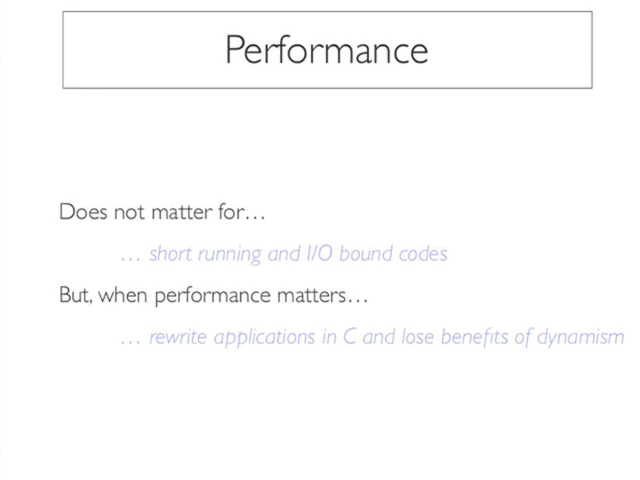 Performance
Does not matter for…
… short running and I/O bound codes
But, when performance matters…
… rewrite applications in C and lose benefits of dynamism